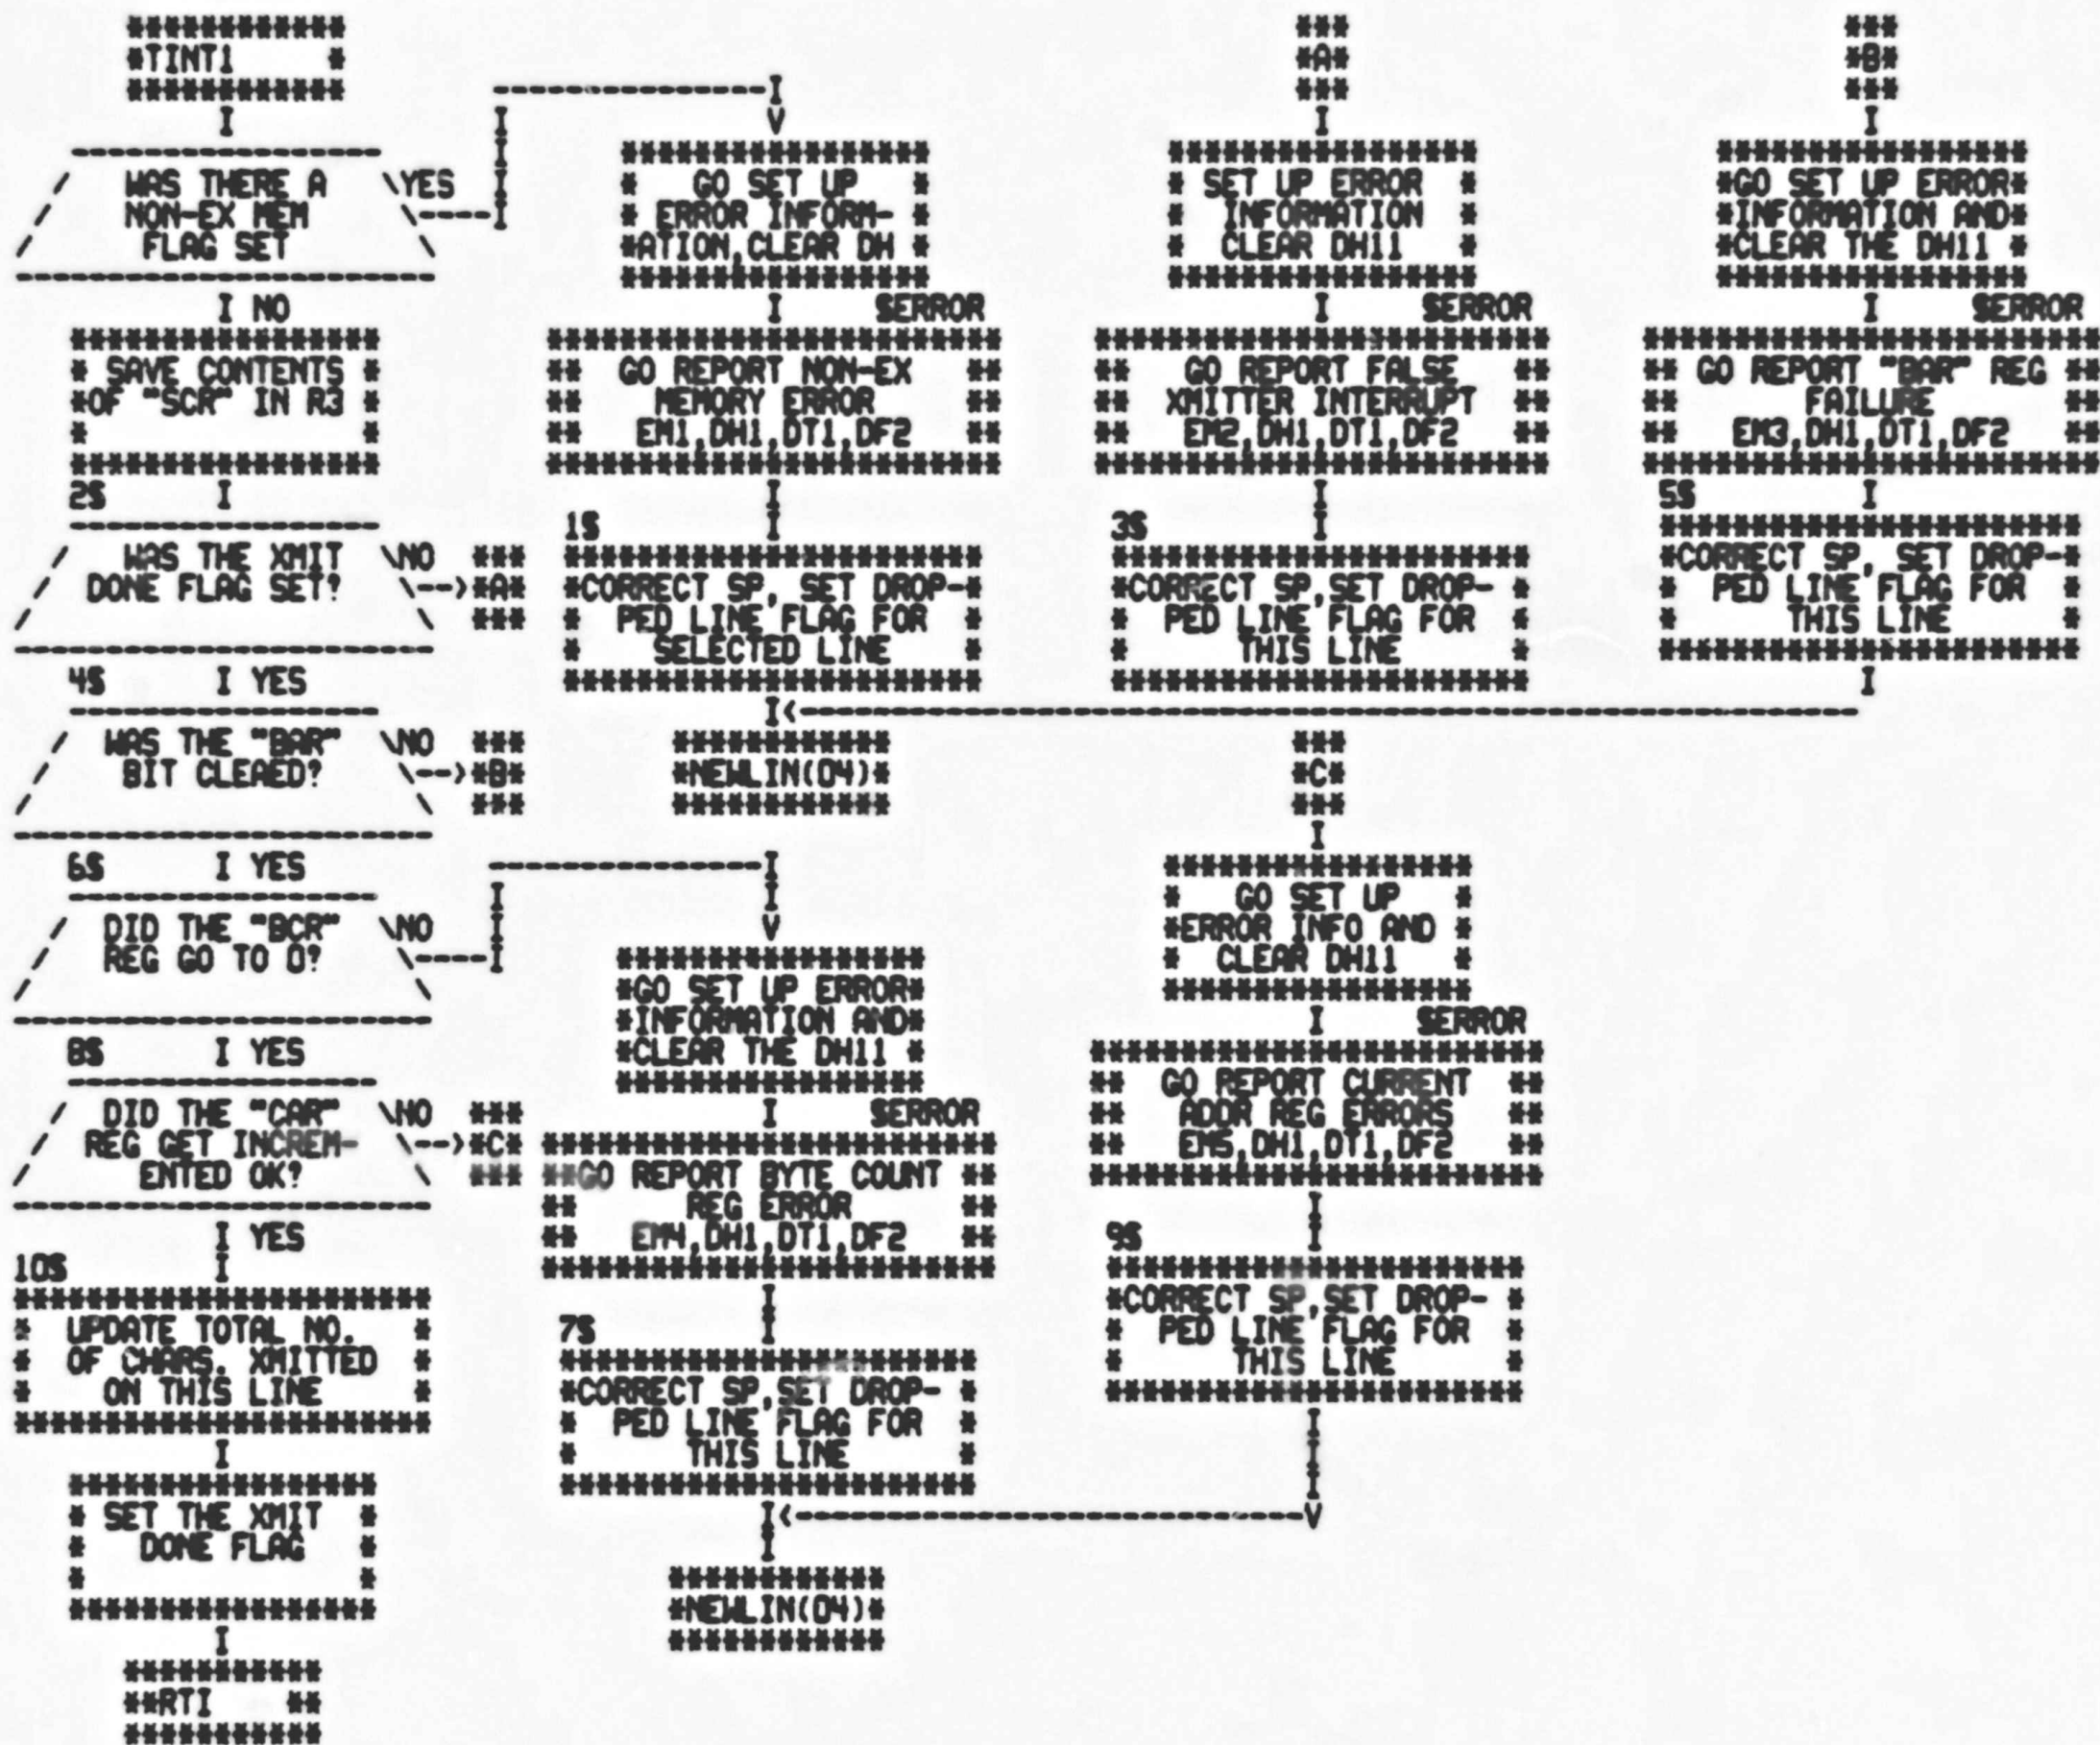 TINT1
WAS THERE A
NON-EX MEM
FLAG SET
YES
NO
SAVE CONTENTS
OF "SCR" IN R3
2$
WAS THE XMIT
DONE FLAG SET?
NO
A
4$ YES
WAS THE "BAR"
BIT CLEAED?
NO
B
6$ YES
DID THE "BCR"
REG GO TO 0?
NO
8$ YES
DID THE "CAR"
REG GET INCREM-
ENTED OK?
NO
C
YES
10$
UPDATE TOTAL NO.
OF CHARS. XMITTED
ON THIS LINE
SET THE XMIT
DONE FLAG
RTI
GO SET UP
ERROR INFORM-
ATION,CLEAR DH
$ERROR
GO REPORT NON-EX
MEMORY ERROR
EM1,DH1,DT1,DF2
1$
CORRECT SP, SET DROP-
PED LINE FLAG FOR
SELECTED LINE
NEWLIN(04)
GO SET UP ERROR
INFORMATION AND
CLEAR THE DH11
$ERROR
GO REPORT BYTE COUNT
REG ERROR
EM4,DH1,DT1,DF2
7$
CORRECT SP,SET DROP-
PED LINE FLAG FOR
THIS LINE
NEWLIN(04)
A
SET UP ERROR
INFORMATION
CLEAR DH11
$ERROR
GO REPORT FALSE
XMITTER INTERRUPT
EM2,DH1,DT1,DF2
3$
CORRECT SP,SET DROP-
PED LINE FLAG FOR
THIS LINE
C
GO SET UP
ERROR INFO AND
CLEAR DH11
$ERROR
GO REPORT CURRENT
ADDR REG ERRORS
EM5,DH1,DT1,DF2
9$
CORRECT SP,SET DROP-
PED LINE FLAG FOR
THIS LINE
B
GO SET UP ERROR
INFORMATION AND
CLEAR THE DH11
$ERROR
GO REPORT "BAR" REG
FAILURE
EM3,DH1,DT1,DF2
5$
CORRECT SP, SET DROP-
PED LINE FLAG FOR
THIS LINE